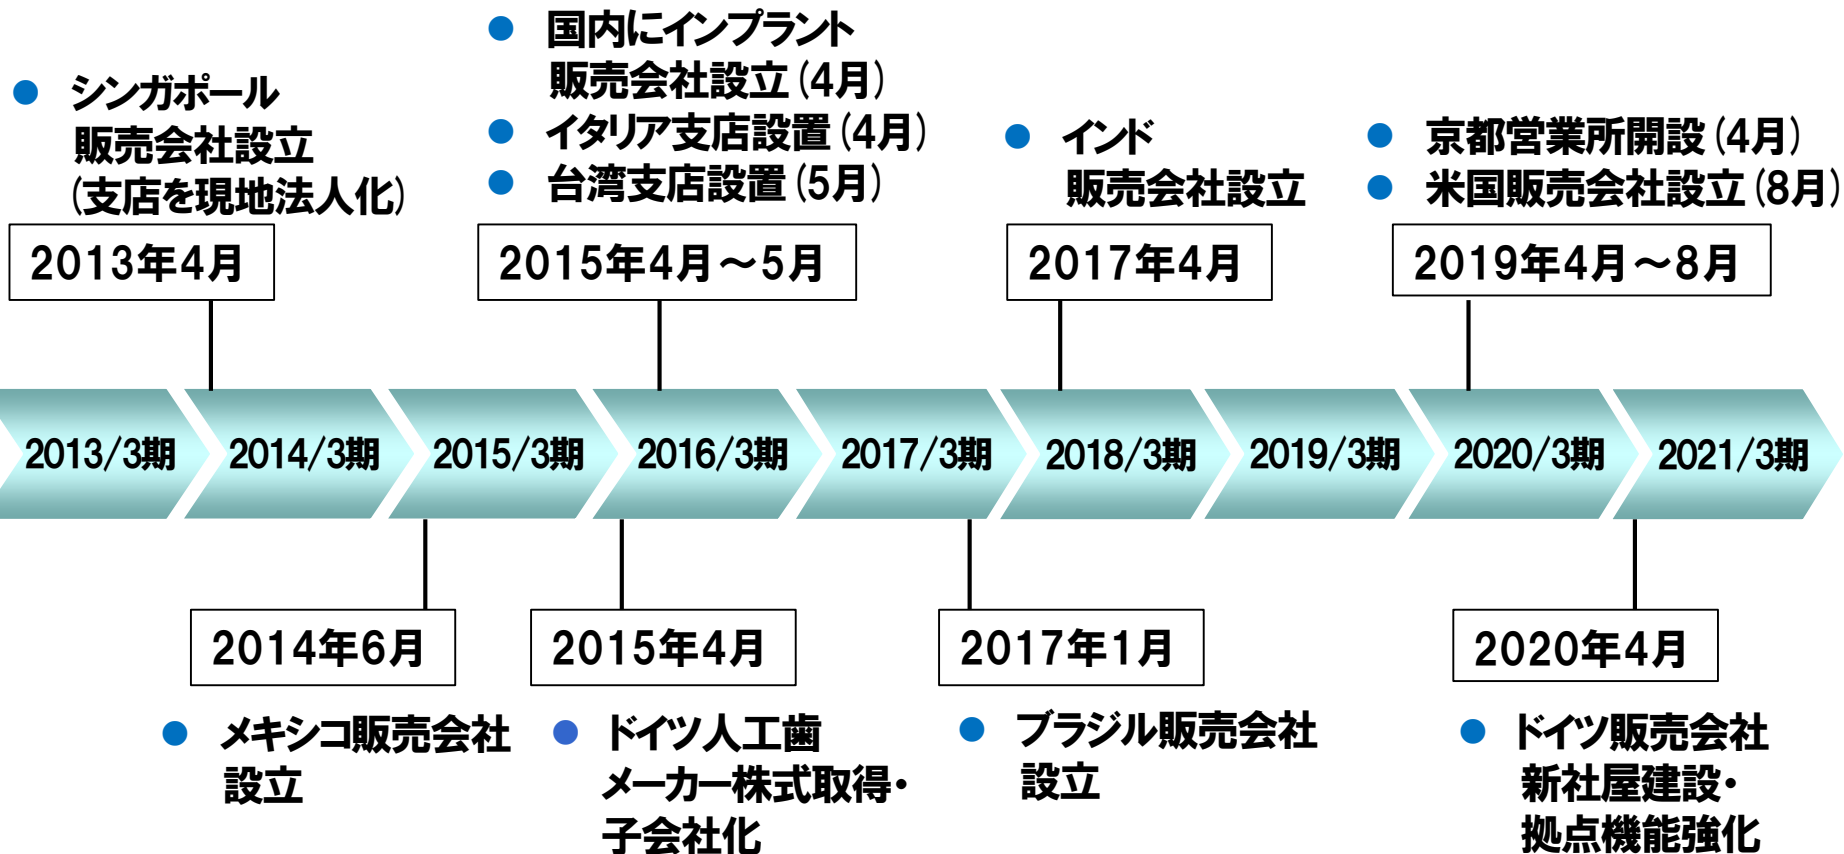 シンガポール
販売会社設立
(支店を現地法人化)
2013年4月
国内にインプラント
販売会社設立(4月)
イタリア支店設置(4月)
台湾支店設置(5月)
2015年4月～5月
インド
販売会社設立
2017年4月
京都営業所開設(4月)
米国販売会社設立(8月)
2019年4月～8月
2013/3期
2014/3期
2015/3期
2016/3期
2017/3期
2018/3期
2019/3期
2020/3期
2021/3期
2014年6月
メキシコ販売会社
設立
2015年4月
ドイツ人工歯
メーカー株式取得・
子会社化
2017年1月
ブラジル販売会社
設立
2020年4月
ドイツ販売会社
新社屋建設・
拠点機能強化